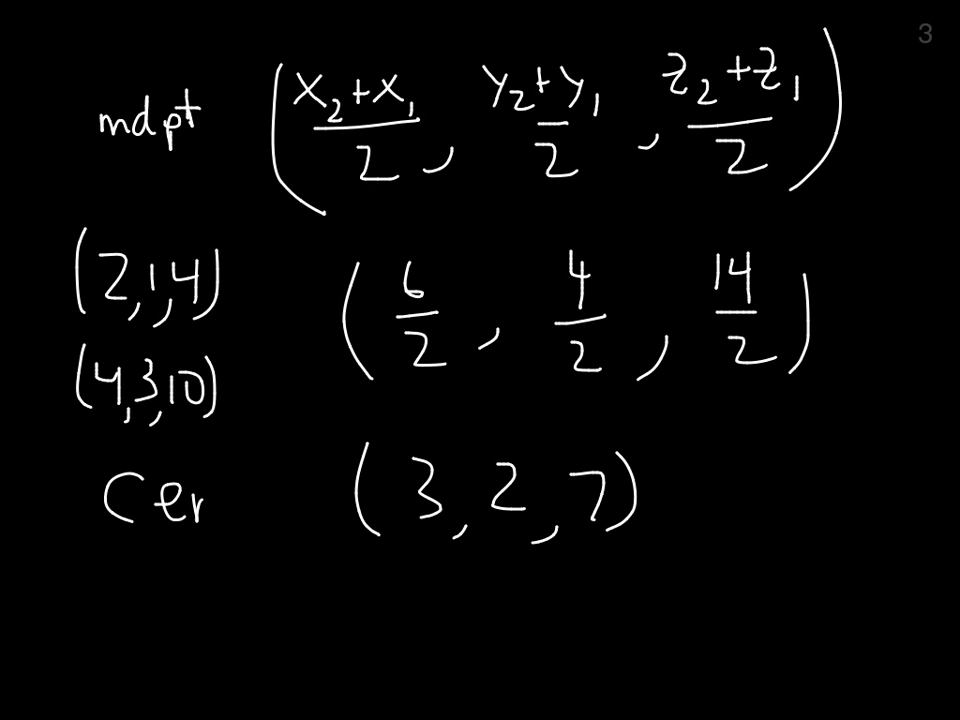 3
mdpt (x₂+x₁/2, y₂+y₁/2, z₂+z₁/2)
(2,1,4) (6/2, 4/2, 14/2)
(4,3,10)
Cer (3,2,7)